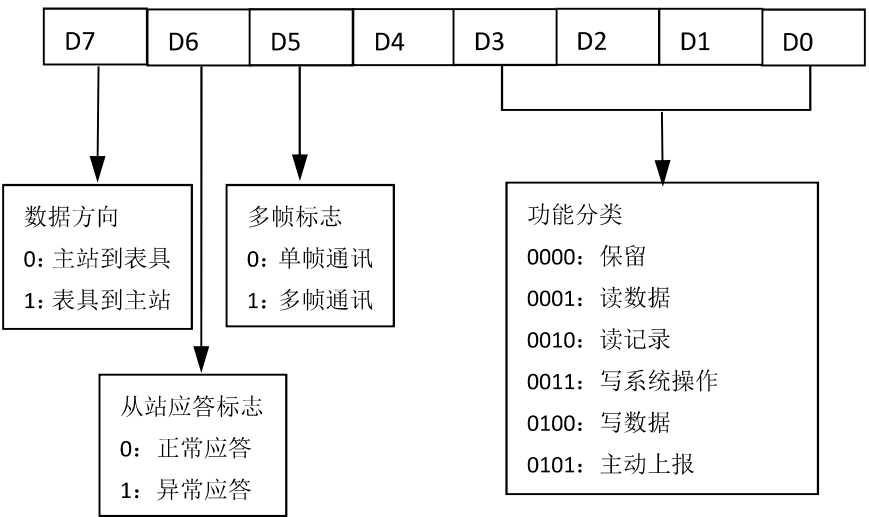 D7 D6 D5 D4 D3 D2 D1 D0
数据方向
0：主站到表具
1：表具到主站
多帧标志
0：单帧通讯
1：多帧通讯
从站应答标志
0：正常应答
1：异常应答
功能分类
0000：保留
0001：读数据
0010：读记录
0011：写系统操作
0100：写数据
0101：主动上报